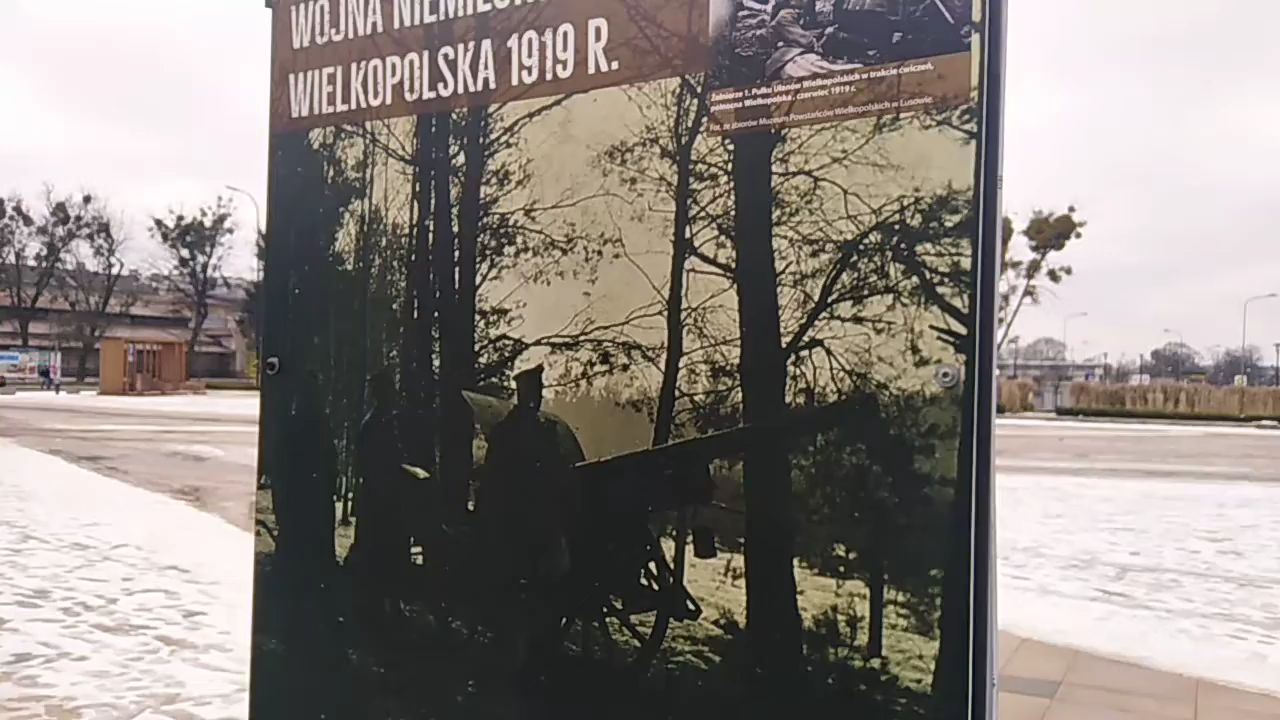 WOJNA
WIELKOPOLSKA 1919 R.
Żołnierze 1. Pułku Ułanów Wielkopolskich w trakcie ćwiczeń,
północna Wielkopolska, czerwiec 1919 r.
Fot. ze zbiorów Muzeum Powstańców Wielkopolskich w Lusowie.